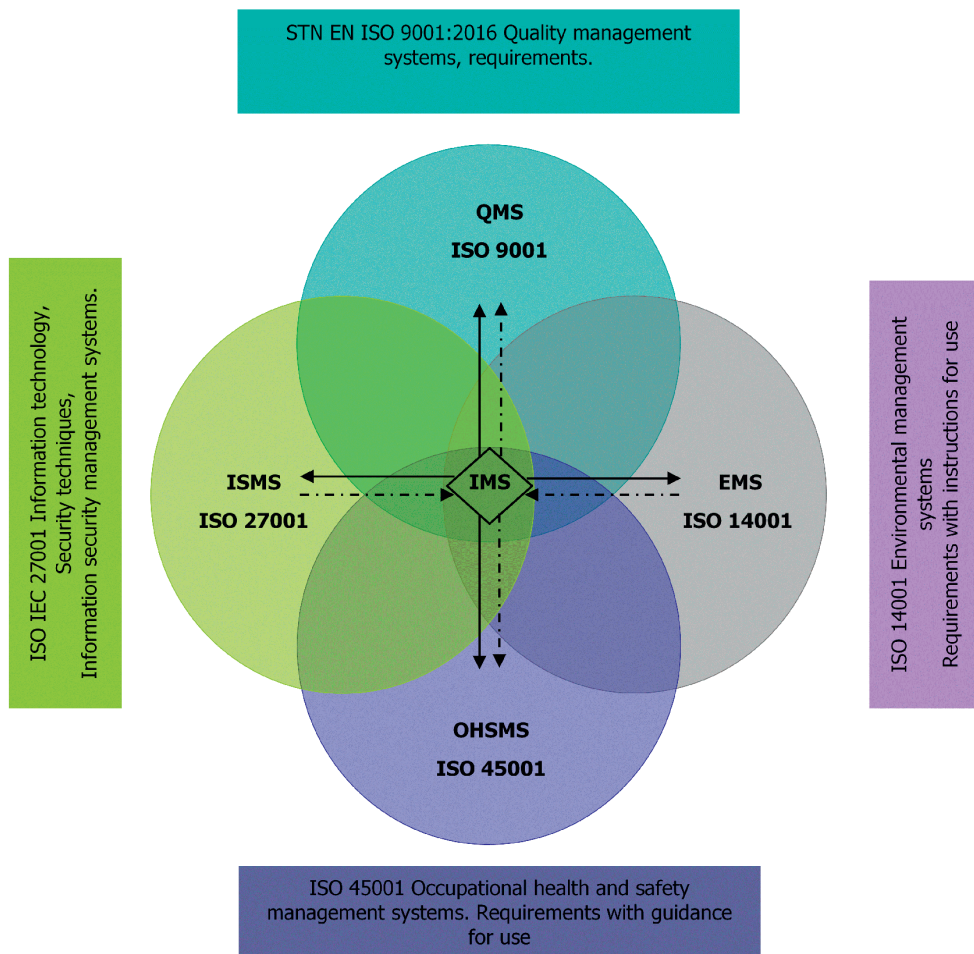 STN EN ISO 9001:2016 Quality management
systems, requirements.
QMS
ISO 9001
ISO IEC 27001 Information technology,
Security techniques,
Information security management systems.
ISMS
ISO 27001
IMS
EMS
ISO 14001
ISO 14001 Environmental management
systems
Requirements with instructions for use
OHSMS
ISO 45001
ISO 45001 Occupational health and safety
management systems. Requirements with guidance
for use